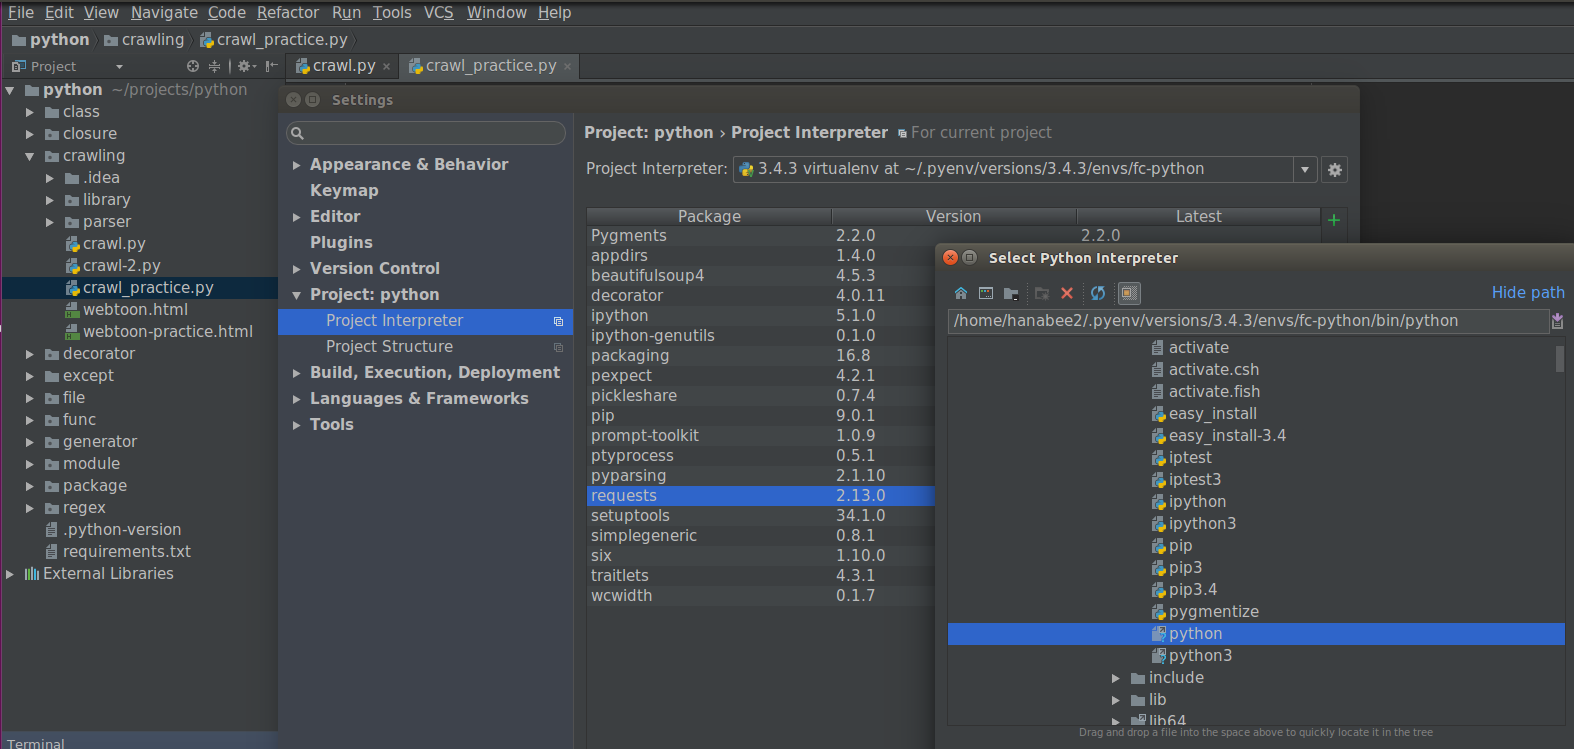 File Edit View Navigate Code Refactor Run Tools VCS Window Help
python crawling crawl_practice.py
Project
crawl.py crawl_practice.py
python ~/projects/python
class
closure
crawling
.idea
library
parser
crawl.py
crawl-2.py
crawl_practice.py
webtoon.html
webtoon-practice.html
decorator
except
file
func
generator
module
package
regex
.python-version
requirements.txt
External Libraries
Terminal
Settings
Appearance & Behavior
Keymap
Editor
Plugins
Version Control
Project: python
Project Interpreter
Project Structure
Build, Execution, Deployment
Languages & Frameworks
Tools
Project: python › Project Interpreter For current project
Project Interpreter: 3.4.3 virtualenv at ~/.pyenv/versions/3.4.3/envs/fc-python
Package Version Latest
Pygments 2.2.0 2.2.0
appdirs 1.4.0
beautifulsoup4 4.5.3
decorator 4.0.11
ipython 5.1.0
ipython-genutils 0.1.0
packaging 16.8
pexpect 4.2.1
pickleshare 0.7.4
pip 9.0.1
prompt-toolkit 1.0.9
ptyprocess 0.5.1
pyparsing 2.1.10
requests 2.13.0
setuptools 34.1.0
simplegeneric 0.8.1
six 1.10.0
traitlets 4.3.1
wcwidth 0.1.7
Select Python Interpreter
Hide path
/home/hanabee2/.pyenv/versions/3.4.3/envs/fc-python/bin/python
activate
activate.csh
activate.fish
easy_install
easy_install-3.4
iptest
iptest3
ipython
ipython3
pip
pip3
pip3.4
pygmentize
python
python3
include
lib
lib64
Drag and drop a file into the space above to quickly locate it in the tree